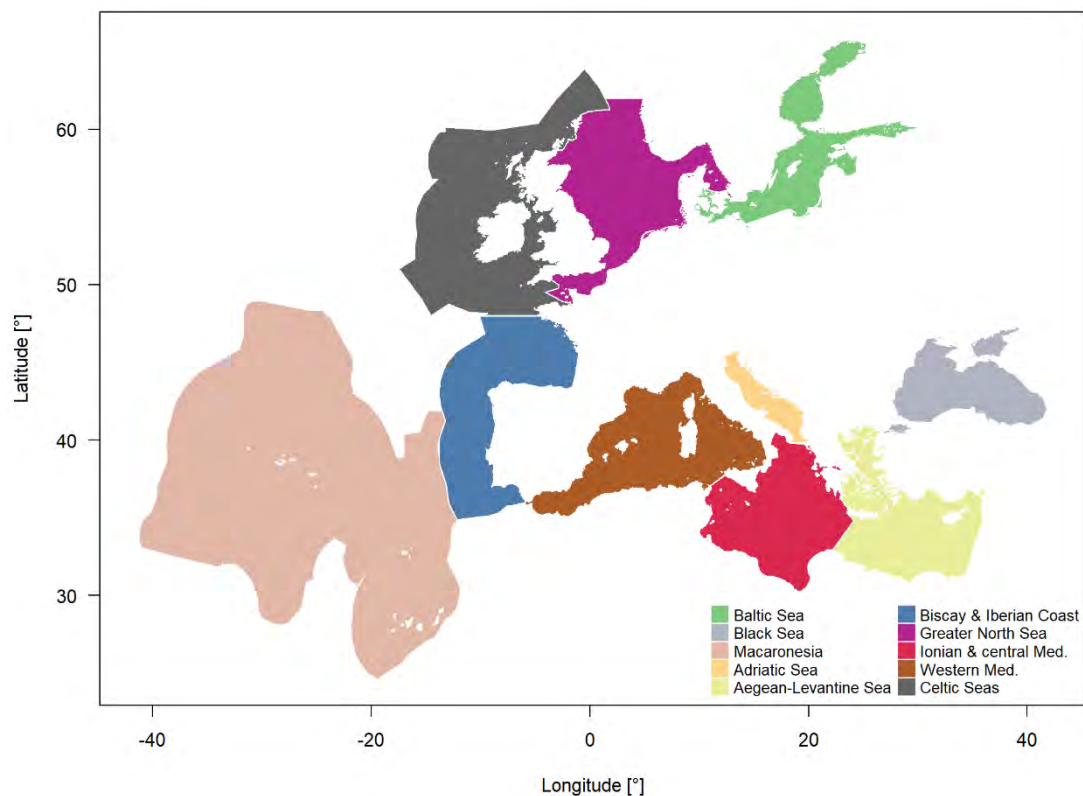 60
50
40
30
Latitude [°]
Baltic Sea
Black Sea
Macaronesia
Adriatic Sea
Aegean-Levantine Sea
Biscay & Iberian Coast
Greater North Sea
Ionian & central Med.
Western Med.
Celtic Seas
-40
-20
0
20
40
Longitude [°]